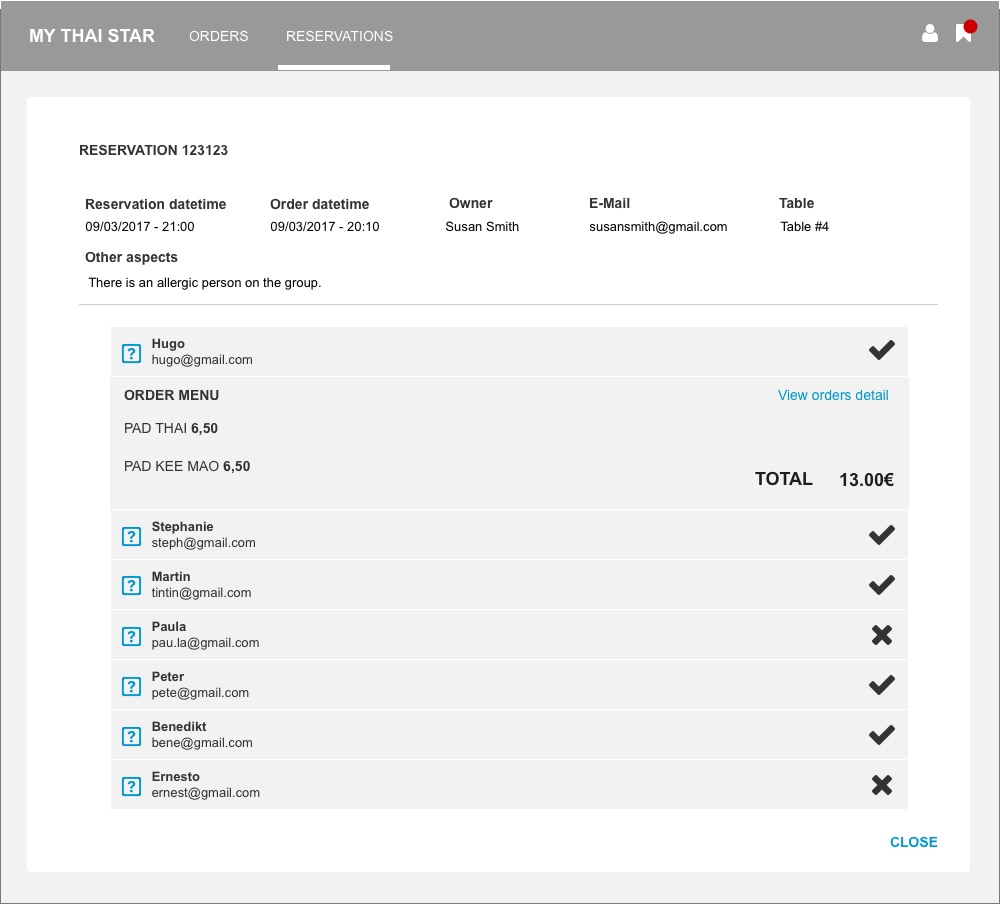 MY THAI STAR ORDERS RESERVATIONS
RESERVATION 123123
Reservation datetime Order datetime Owner E-Mail Table
09/03/2017 - 21:00 09/03/2017 - 20:10 Susan Smith susansmith@gmail.com Table #4
Other aspects
There is an allergic person on the group.
? Hugo
hugo@gmail.com
ORDER MENU View orders detail
PAD THAI 6,50
PAD KEE MAO 6,50
TOTAL 13.00€
? Stephanie
steph@gmail.com
? Martin
tintin@gmail.com
? Paula
pau.la@gmail.com
? Peter
pete@gmail.com
? Benedikt
bene@gmail.com
? Ernesto
ernest@gmail.com
CLOSE